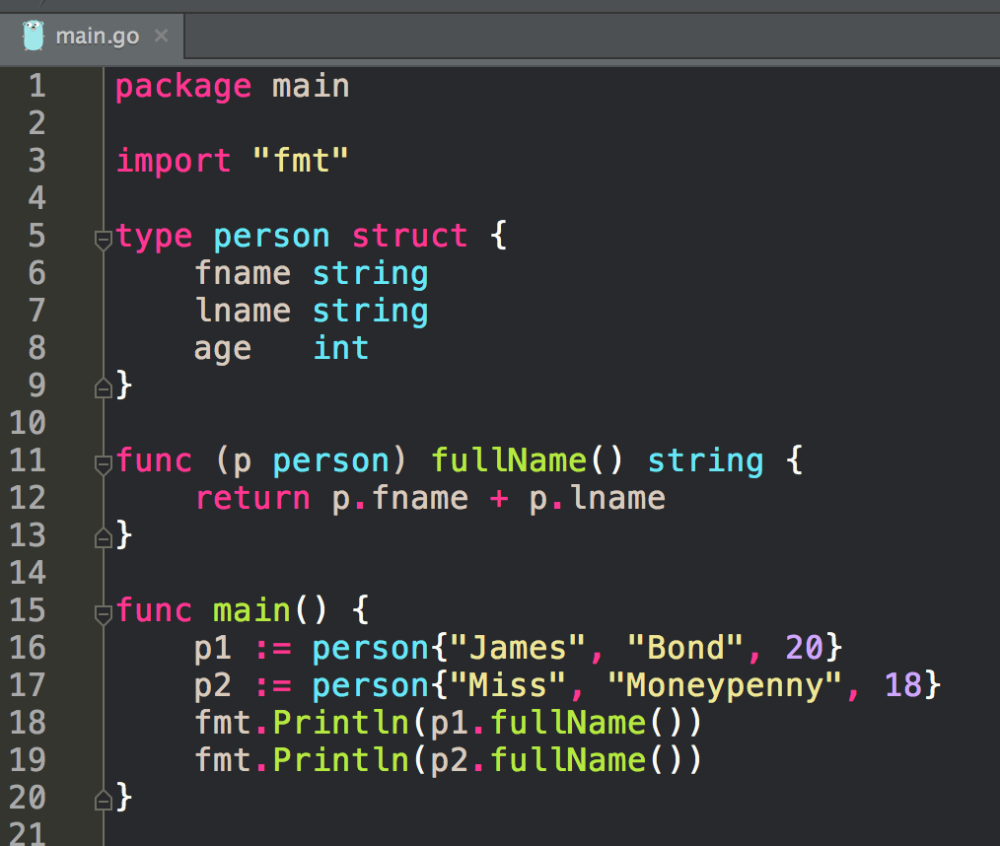 main.go ×
1 package main
2
3 import "fmt"
4
5 type person struct {
6     fname string
7     lname string
8     age   int
9 }
10
11 func (p person) fullName() string {
12     return p.fname + p.lname
13 }
14
15 func main() {
16     p1 := person{"James", "Bond", 20}
17     p2 := person{"Miss", "Moneypenny", 18}
18     fmt.Println(p1.fullName())
19     fmt.Println(p2.fullName())
20 }
21